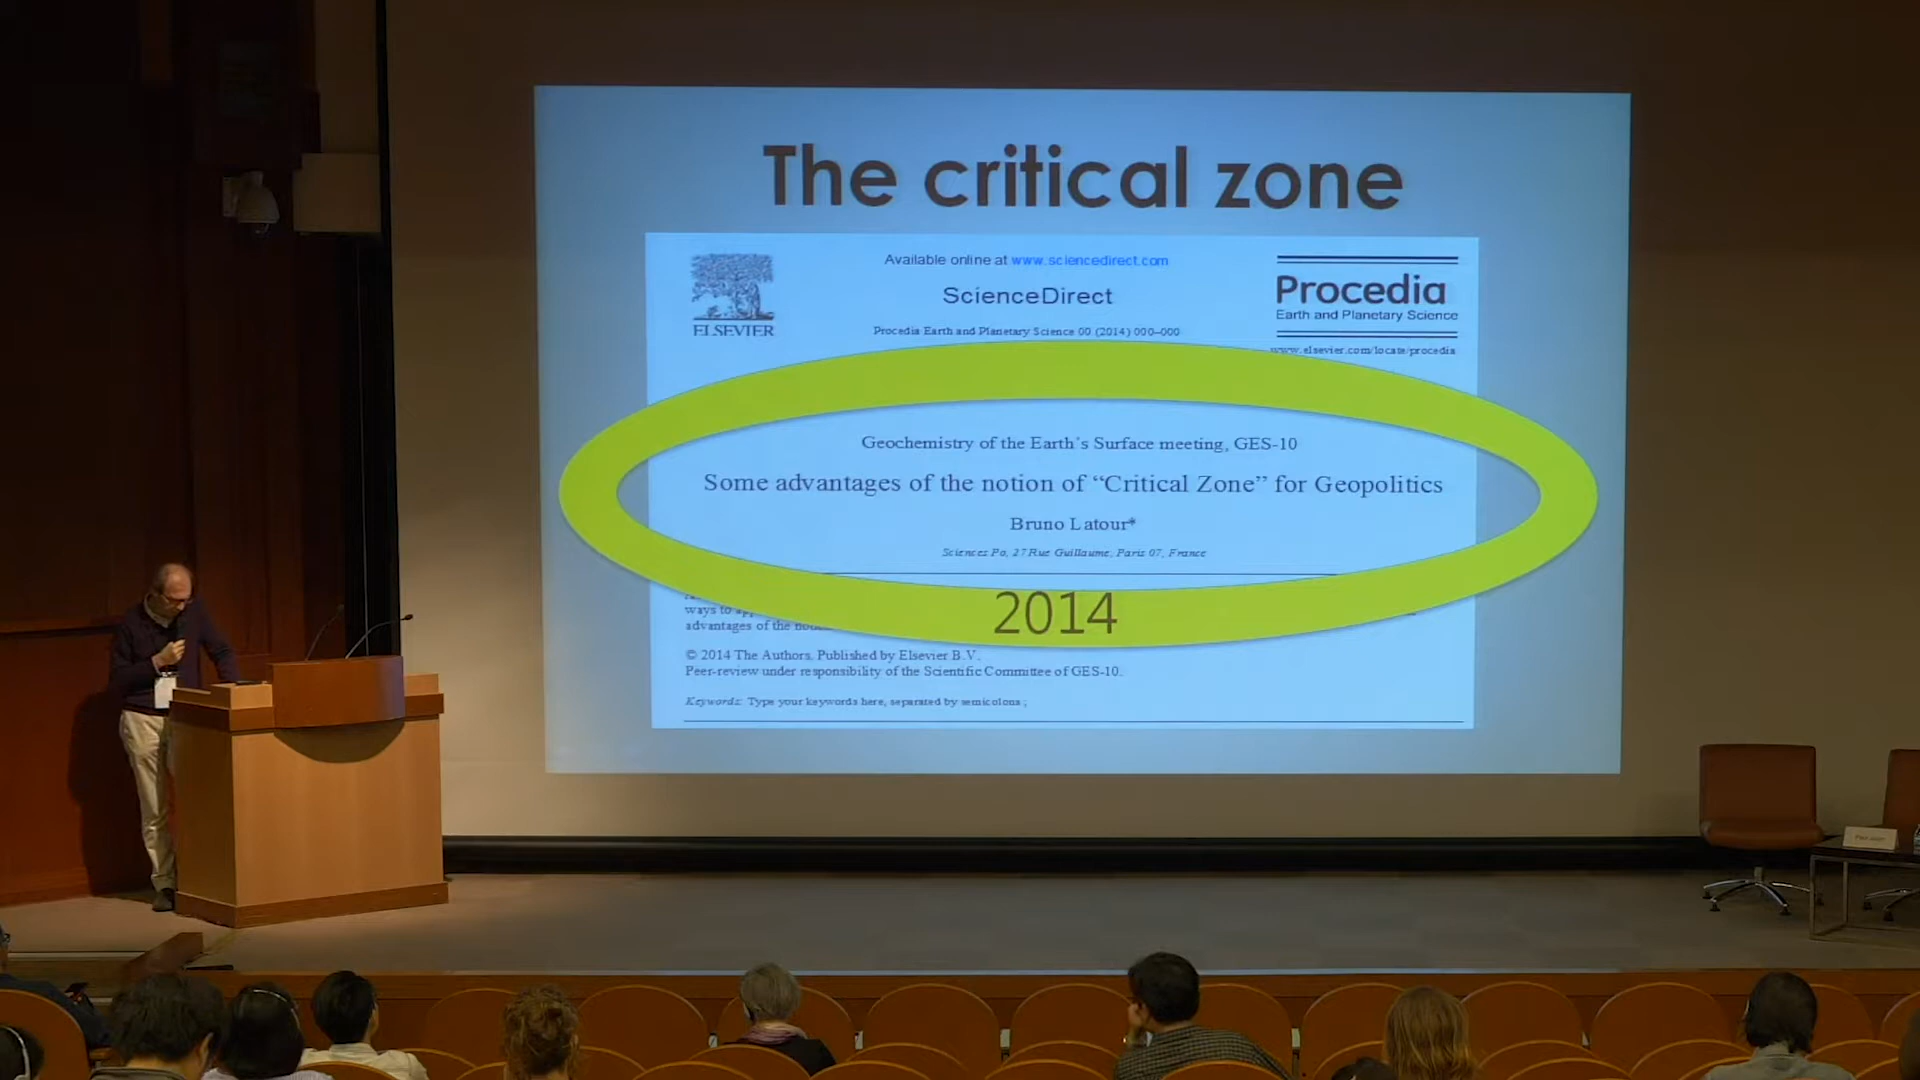 The critical zone
ELSEVIER
Available online at www.sciencedirect.com
ScienceDirect
Procedia Earth and Planetary Science 00 (2014) 000–000
Procedia
Earth and Planetary Science
www.elsevier.com/locate/procedia
Geochemistry of the Earth's Surface meeting, GES-10
Some advantages of the notion of “Critical Zone” for Geopolitics
Bruno Latour*
Sciences Po, 27 Rue Guillaume, Paris 07, France
2014
ways to
advantages of the
© 2014 The Authors. Published by Elsevier B.V.
Peer-review under responsibility of the Scientific Committee of GES-10.
Keywords: Type your keywords here, separated by semicolons ;